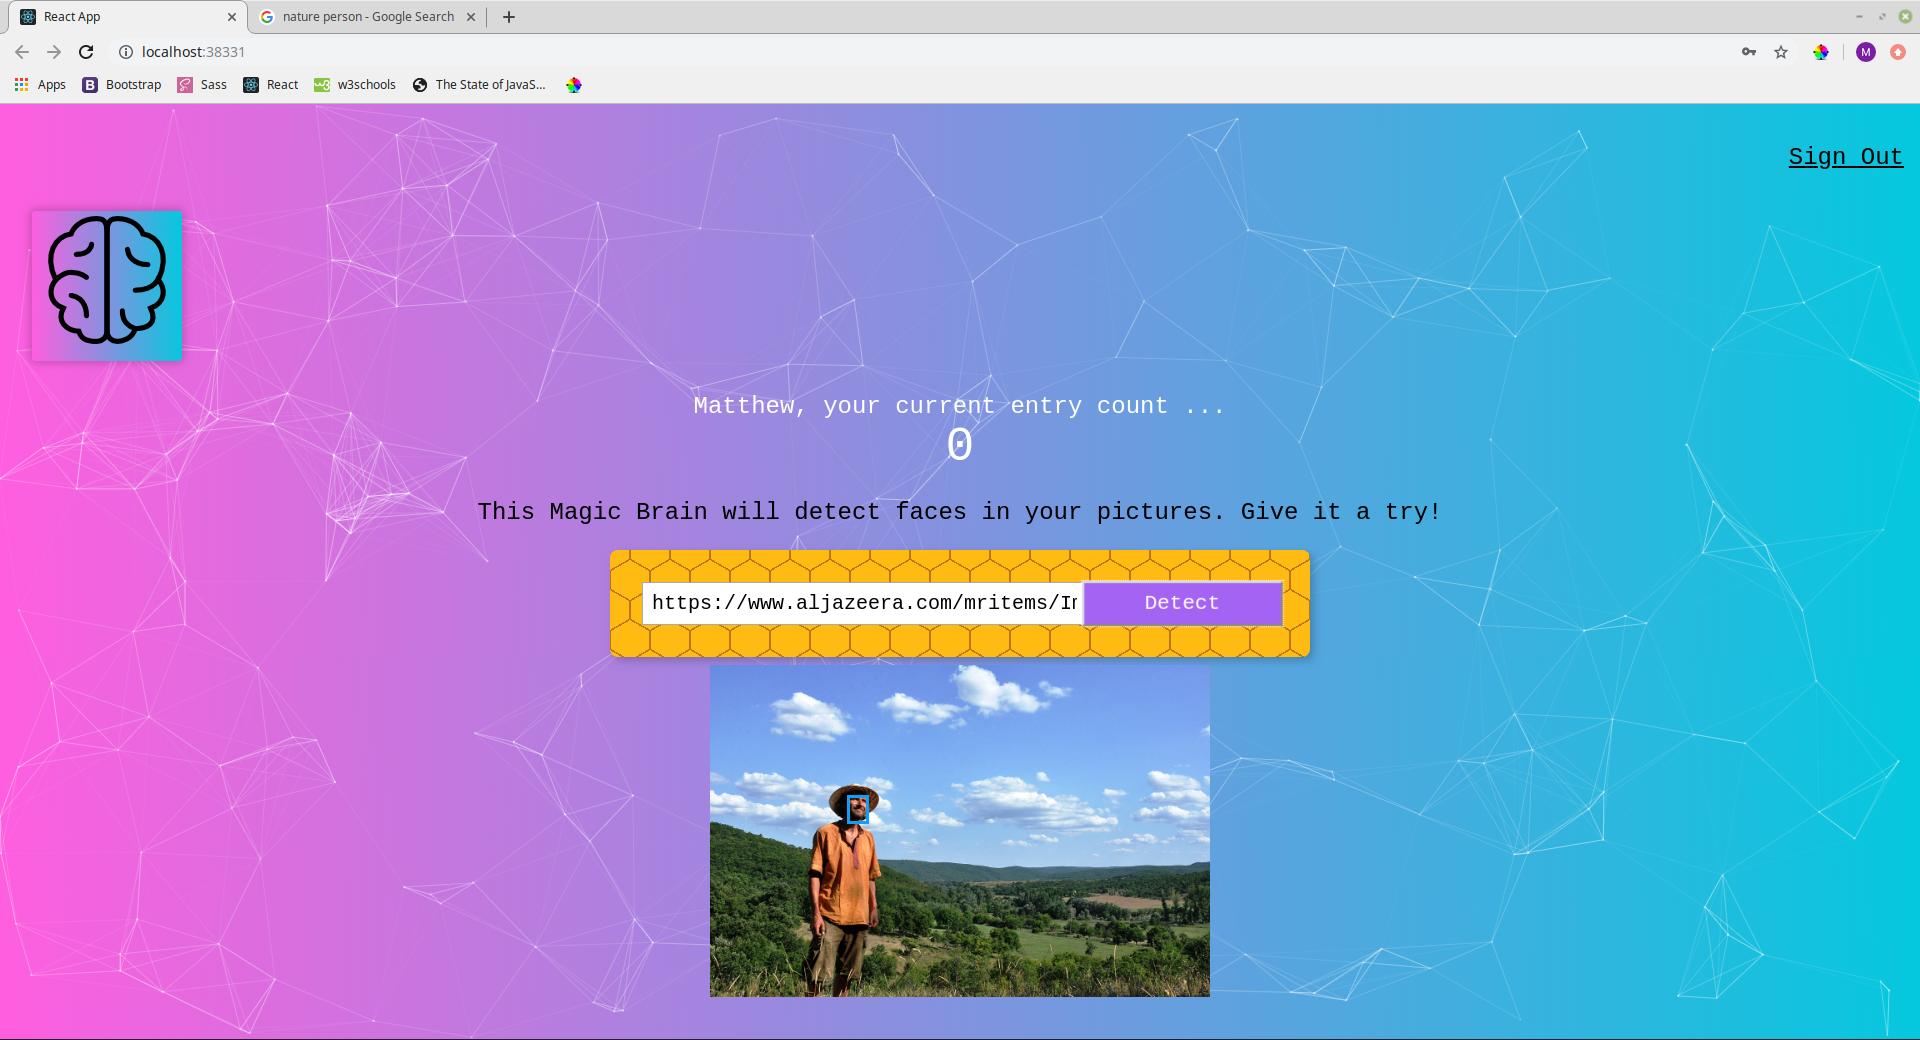 React App
nature person - Google Search
localhost:38331
M
Apps
B Bootstrap
Sass
React
w3 w3schools
The State of JavaS...
Sign Out
Matthew, your current entry count ...
0
This Magic Brain will detect faces in your pictures. Give it a try!
https://www.aljazeera.com/mritems/Im
Detect